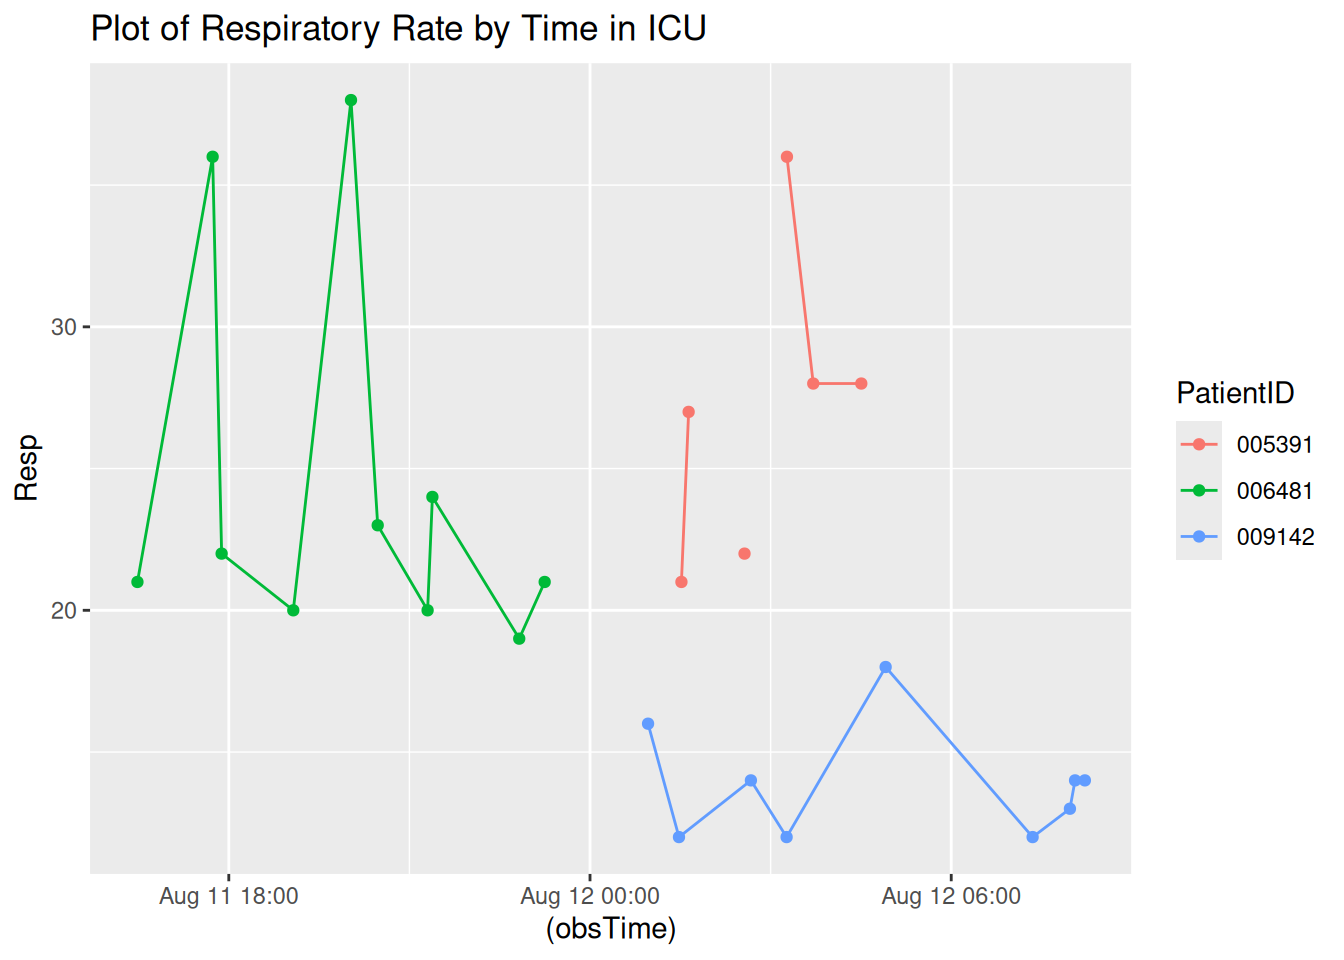 Plot of Respiratory Rate by Time in ICU
Resp
30
20
Aug 11 18:00
Aug 12 00:00
Aug 12 06:00
(obsTime)
PatientID
005391
006481
009142